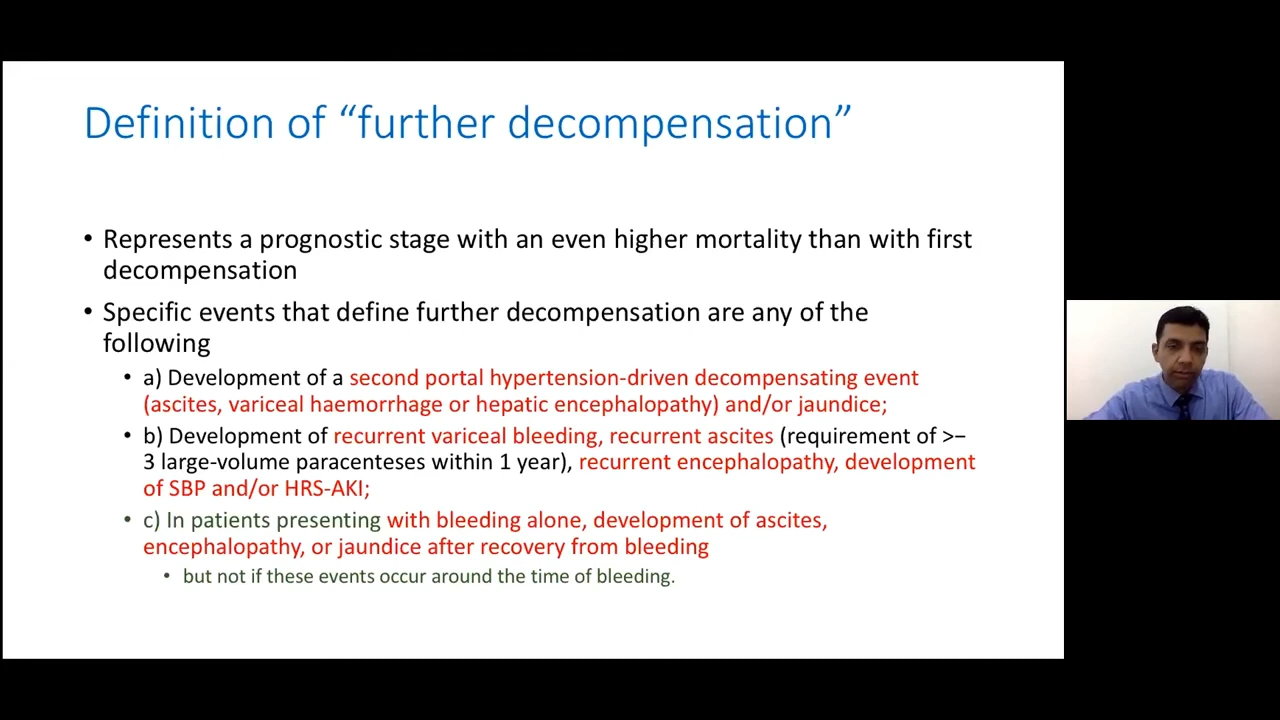 Definition of “further decompensation”
• Represents a prognostic stage with an even higher mortality than with first
decompensation
• Specific events that define further decompensation are any of the
following
• a) Development of a second portal hypertension-driven decompensating event
(ascites, variceal haemorrhage or hepatic encephalopathy) and/or jaundice;
• b) Development of recurrent variceal bleeding, recurrent ascites (requirement of >−
3 large-volume paracenteses within 1 year), recurrent encephalopathy, development
of SBP and/or HRS-AKI;
• c) In patients presenting with bleeding alone, development of ascites,
encephalopathy, or jaundice after recovery from bleeding
• but not if these events occur around the time of bleeding.